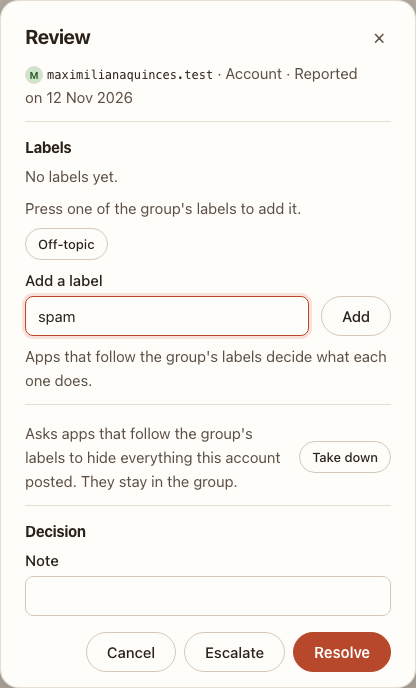 Review
×
M maximilianaquinces.test · Account · Reported
on 12 Nov 2026
Labels
No labels yet.
Press one of the group's labels to add it.
Off-topic
Add a label
spam
Add
Apps that follow the group's labels decide what each
one does.
Asks apps that follow the group's
labels to hide everything this account
posted. They stay in the group.
Take down
Decision
Note
Cancel
Escalate
Resolve